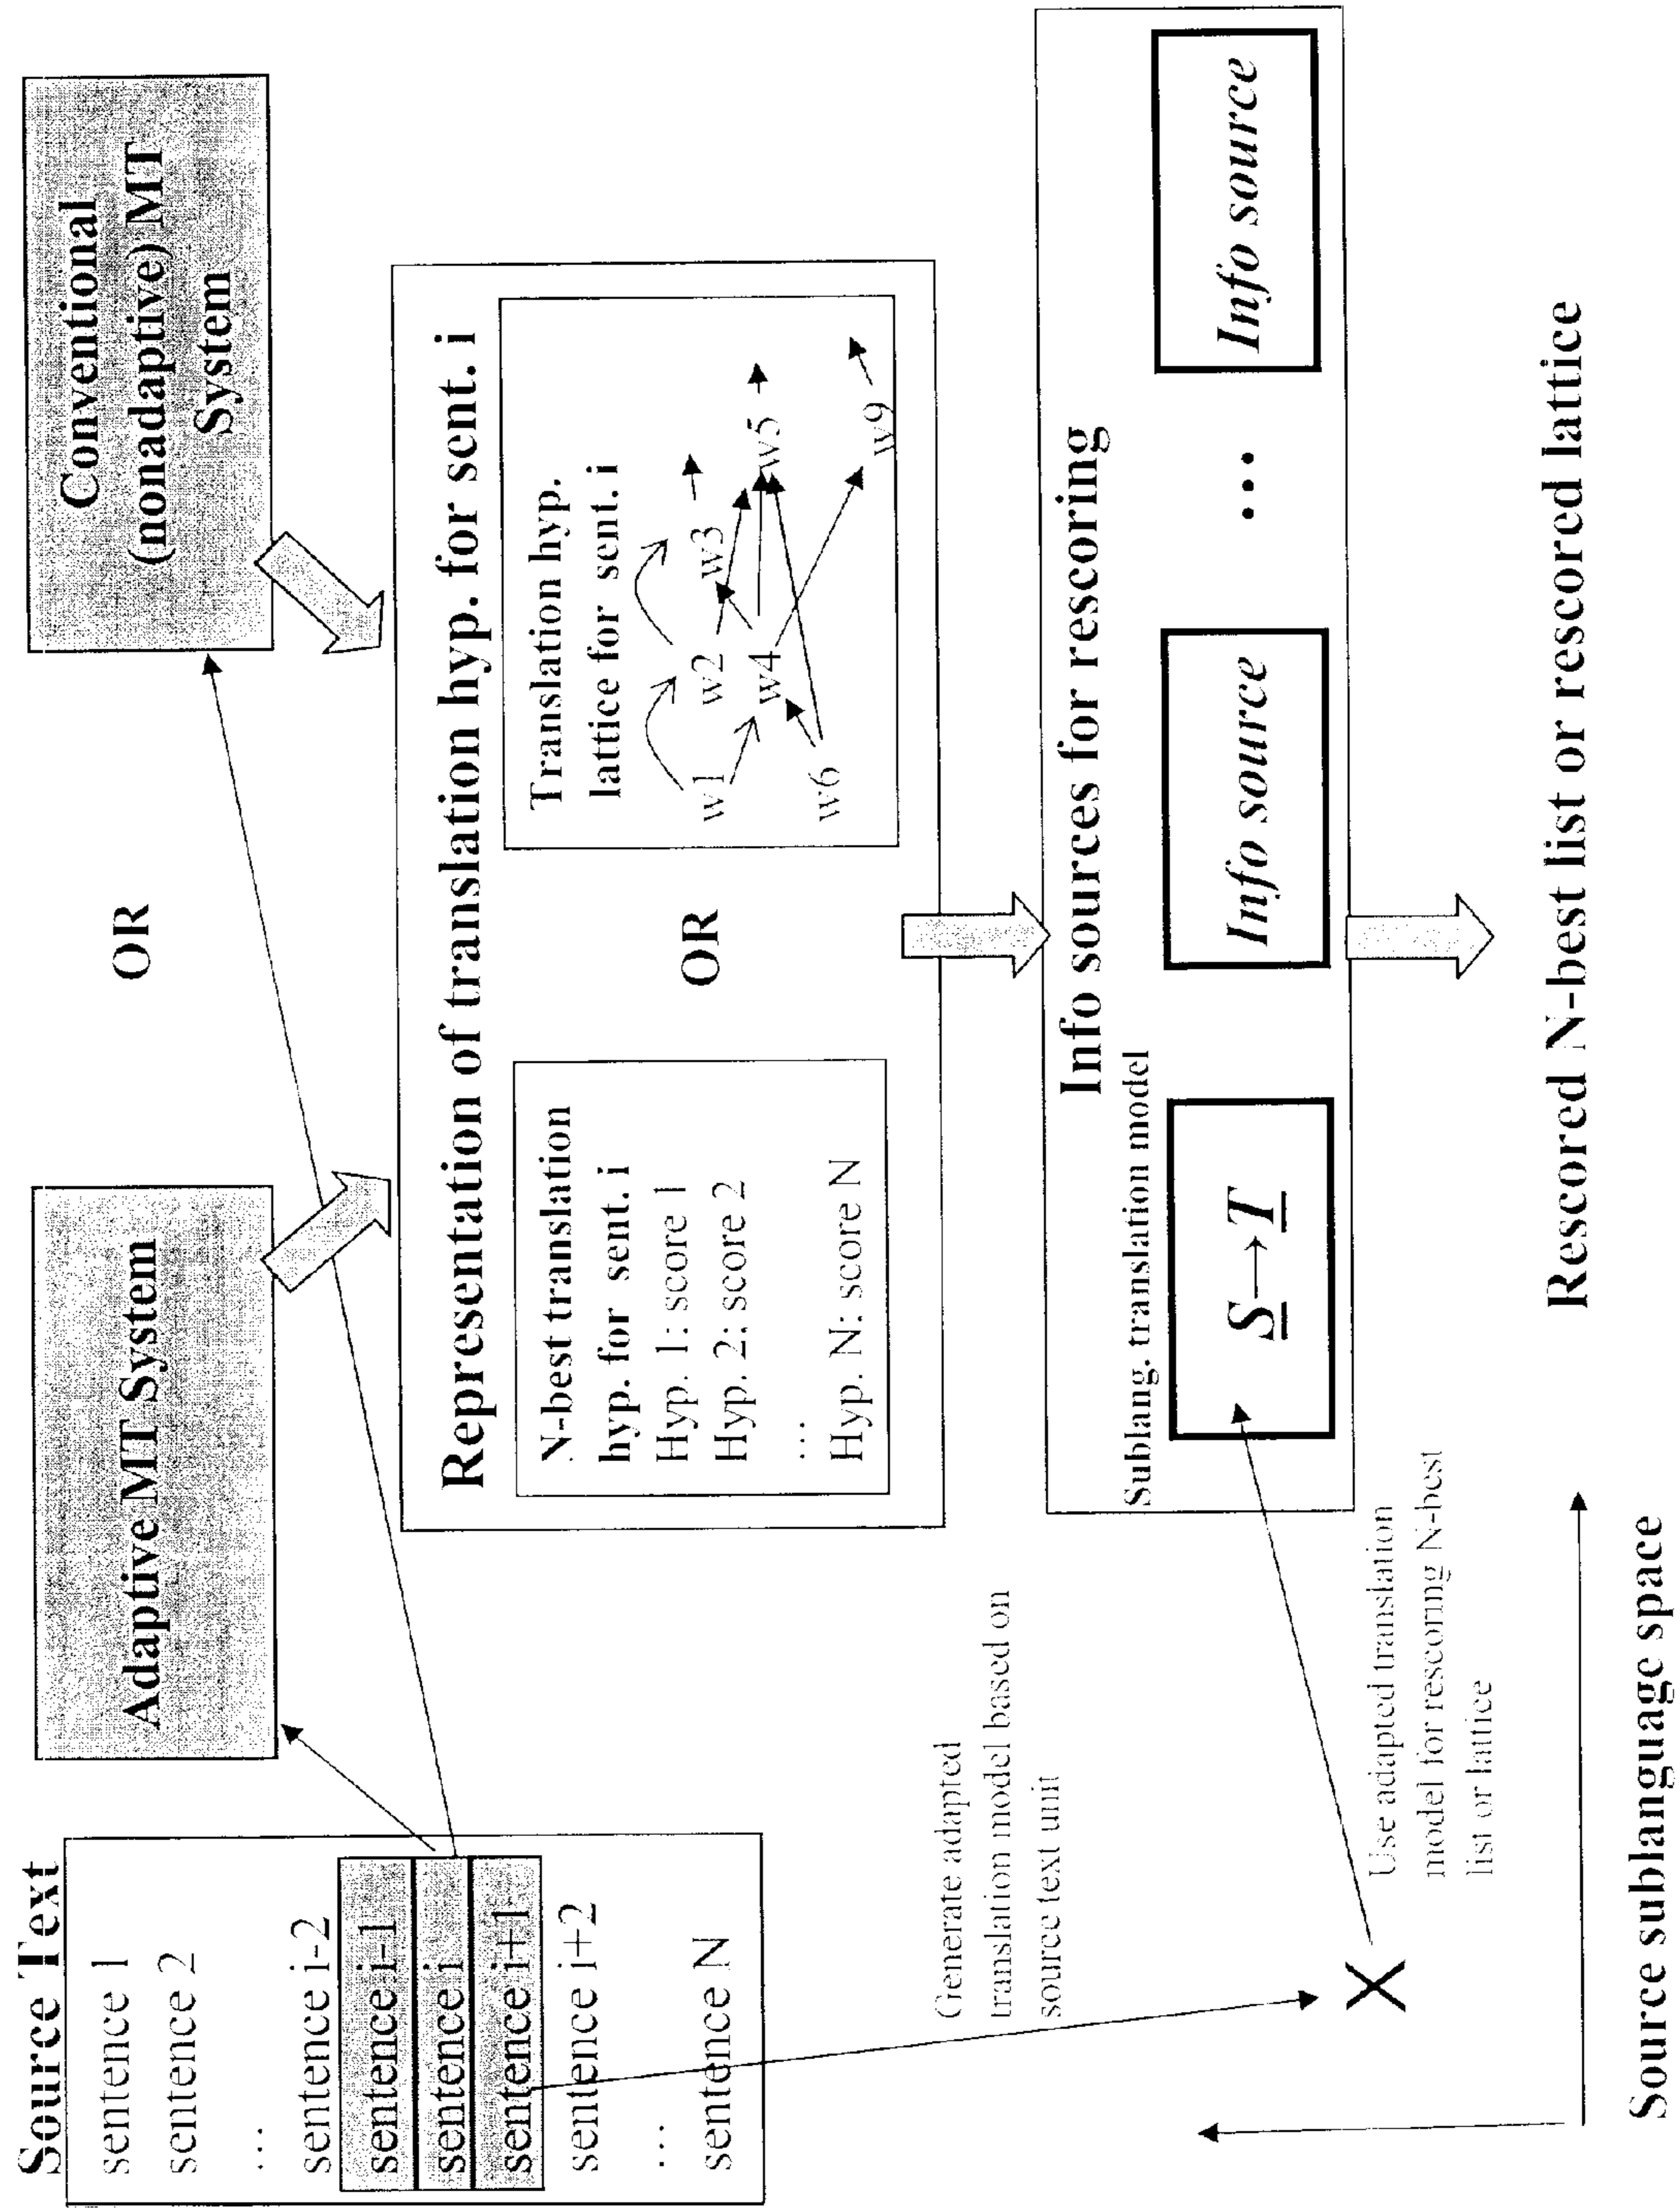 Source Text
sentence 1
sentence 2
...
sentence i-2
sentence i-1
sentence i
sentence i+1
sentence i+2
...
sentence N
Adaptive MT System
OR
Conventional
(nonadaptive) MT
System
Representation of translation hyp. for sent. i
N-best translation
hyp. for sent. i
Hyp. 1: score 1
Hyp. 2: score 2
...
Hyp. N: score N
OR
Translation hyp.
lattice for sent. i
w1 w2 w3
w4 w5
w6 w9
Generate adapted
translation model based on
source text unit
Info sources for rescoring
Sublang. translation model
S→T
Info source
...
Info source
X
Use adapted translation
model for rescoring N-best
list or lattice
Rescored N-best list or rescored lattice
Source sublanguage space